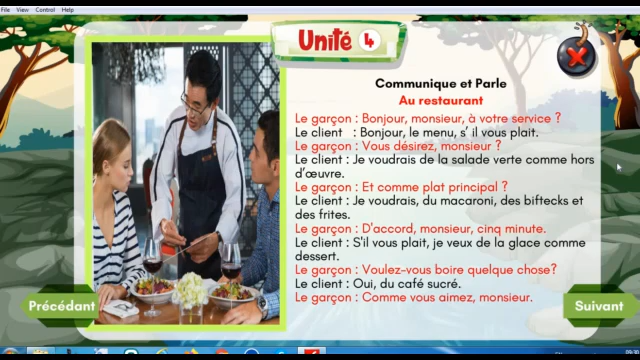 File View Control Help
Unité 4
Communique et Parle
Au restaurant
Le garçon : Bonjour, monsieur, à votre service ?
Le client : Bonjour, le menu, s' il vous plait.
Le garçon : Vous désirez, monsieur ?
Le client : Je voudrais de la salade verte comme hors
d'œuvre.
Le garçon : Et comme plat principal ?
Le client : Je voudrais, du macaroni, des biftecks et
des frites.
Le garçon : D'accord, monsieur, cinq minute.
Le client : S'il vous plait, je veux de la glace comme
dessert.
Le garçon : Voulez-vous boire quelque chose?
Le client : Oui, du café sucré.
Le garçon : Comme vous aimez, monsieur.
Précédant
Suivant